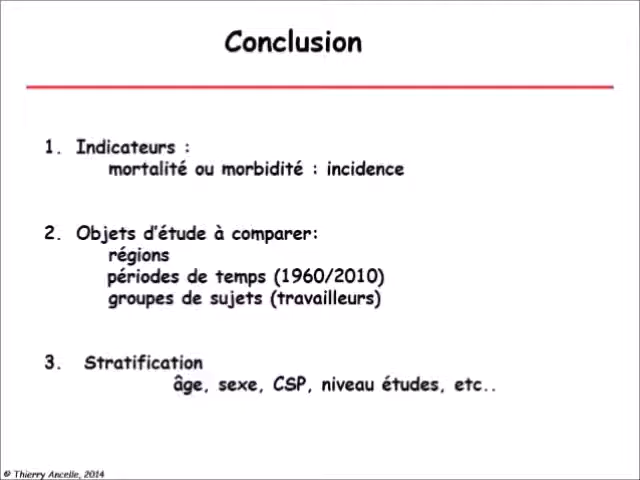 Conclusion
1. Indicateurs :
mortalité ou morbidité : incidence
2. Objets d'étude à comparer:
régions
périodes de temps (1960/2010)
groupes de sujets (travailleurs)
3. Stratification
âge, sexe, CSP, niveau études, etc..
© Thierry Ancelle, 2014